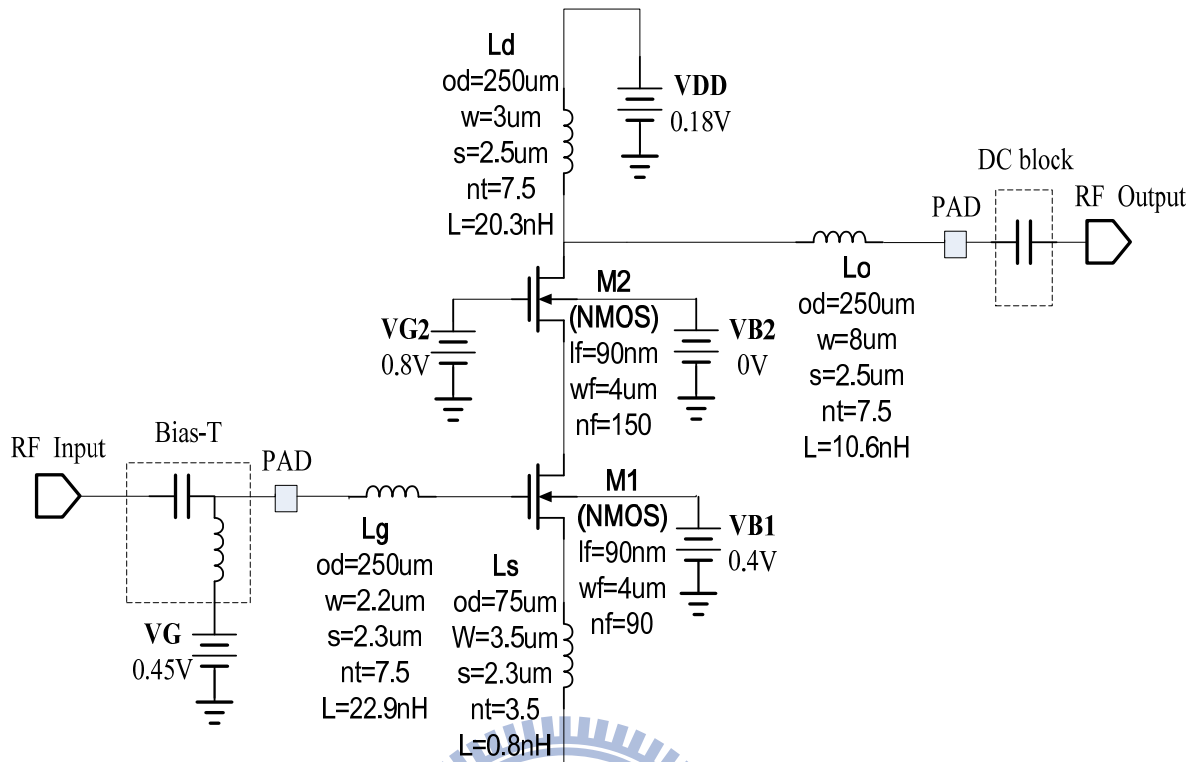 Ld
od=250um
w=3um
s=2.5um
nt=7.5
L=20.3nH
VDD
0.18V
DC block
PAD
RF Output
Lo
od=250um
w=8um
s=2.5um
nt=7.5
L=10.6nH
M2
(NMOS)
lf=90nm
wf=4um
nf=150
VG2
0.8V
VB2
0V
RF Input
Bias-T
PAD
VG
0.45V
Lg
od=250um
w=2.2um
s=2.3um
nt=7.5
L=22.9nH
M1
(NMOS)
lf=90nm
wf=4um
nf=90
VB1
0.4V
Ls
od=75um
W=3.5um
s=2.3um
nt=3.5
L=0.8nH